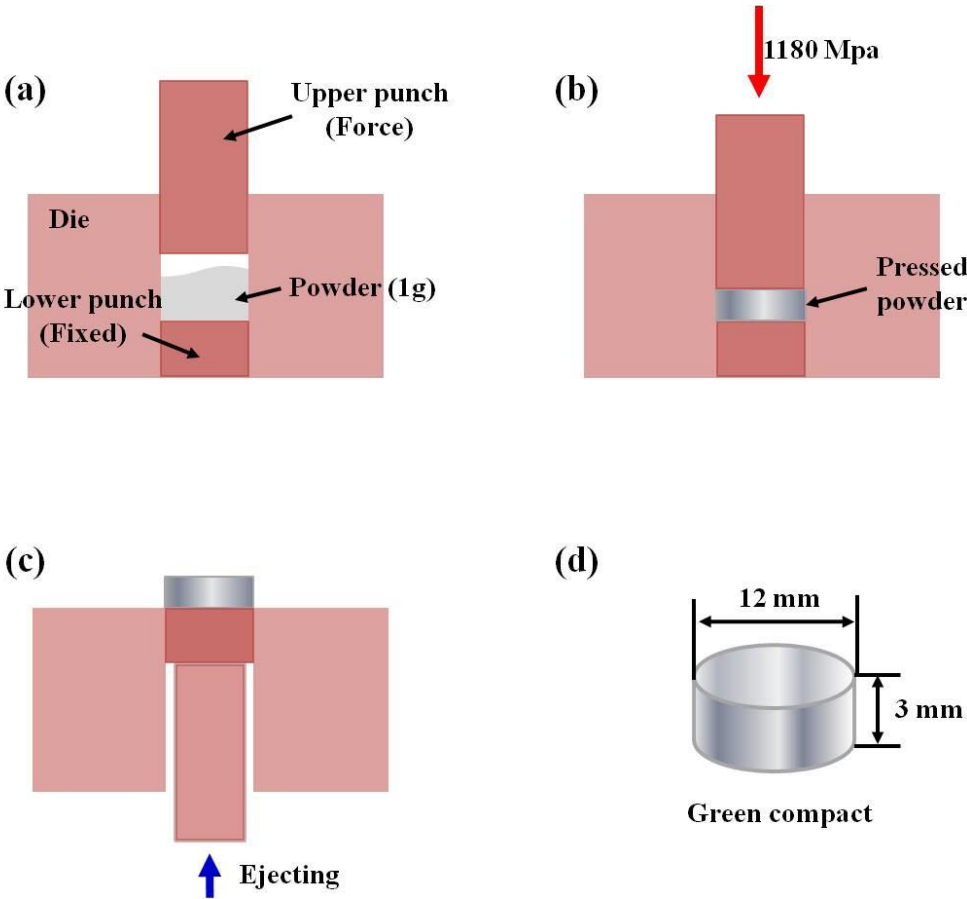 (a)
Upper punch
(Force)
Die
Powder (1g)
Lower punch
(Fixed)
(b)
1180 Mpa
Pressed
powder
(c)
Ejecting
(d)
12 mm
3 mm
Green compact